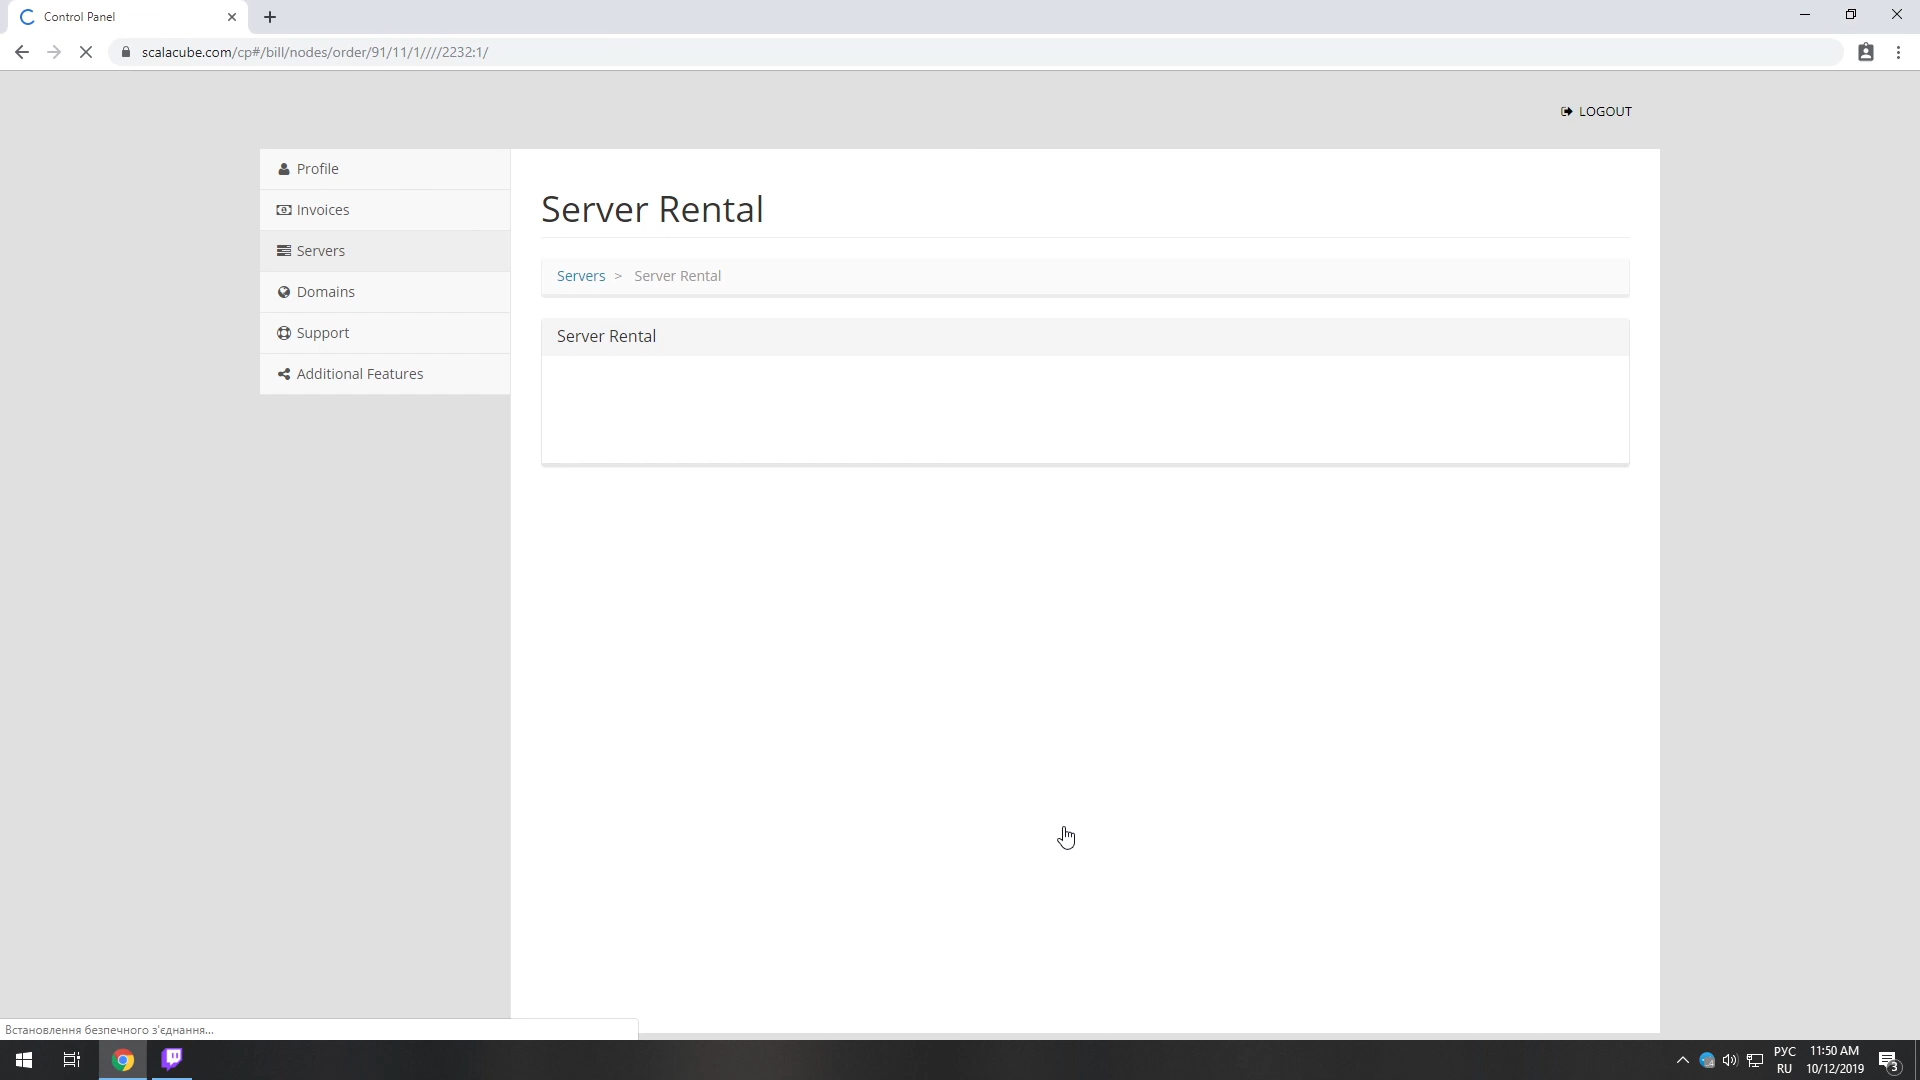 Control Panel
scalacube.com/cp#/bill/nodes/order/91/11/1////2232:1/
LOGOUT
Profile
Invoices
Servers
Domains
Support
Additional Features
Server Rental
Servers > Server Rental
Server Rental
Встановлення безпечного з'єднання...
РУС
RU
11:50 AM
10/12/2019
3